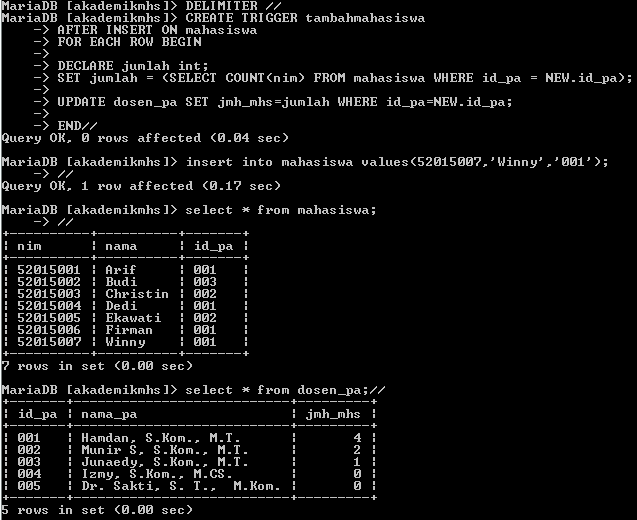 MariaDB [akademikmhs]> DELIMITER //
MariaDB [akademikmhs]> CREATE TRIGGER tambahmahasiswa
    -> AFTER INSERT ON mahasiswa
    -> FOR EACH ROW BEGIN
    ->
    -> DECLARE jumlah int;
    -> SET jumlah = (SELECT COUNT(nim) FROM mahasiswa WHERE id_pa = NEW.id_pa);
    ->
    -> UPDATE dosen_pa SET jmh_mhs=jumlah WHERE id_pa=NEW.id_pa;
    ->
    -> END//
Query OK, 0 rows affected (0.04 sec)

MariaDB [akademikmhs]> insert into mahasiswa values(52015007,'Winny','001');
    -> //
Query OK, 1 row affected (0.17 sec)

MariaDB [akademikmhs]> select * from mahasiswa;
    -> //
+----------+----------+-------+
| nim      | nama     | id_pa |
+----------+----------+-------+
| 52015001 | Arif     | 001   |
| 52015002 | Budi     | 003   |
| 52015003 | Christin | 002   |
| 52015004 | Dedi     | 001   |
| 52015005 | Ekawati  | 002   |
| 52015006 | Firman   | 001   |
| 52015007 | Winny    | 001   |
+----------+----------+-------+
7 rows in set (0.00 sec)

MariaDB [akademikmhs]> select * from dosen_pa;//
+-------+-------------------------+---------+
| id_pa | nama_pa                 | jmh_mhs |
+-------+-------------------------+---------+
| 001   | Hamdan, S.Kom., M.T.    |       4 |
| 002   | Munir S, S.Kom., M.T.   |       2 |
| 003   | Junaedy, S.Kom., M.T.   |       1 |
| 004   | Izmy, S.Kom., M.CS.     |       0 |
| 005   | Dr. Sakti, S. T.,  M.Kom. |       0 |
+-------+-------------------------+---------+
5 rows in set (0.00 sec)